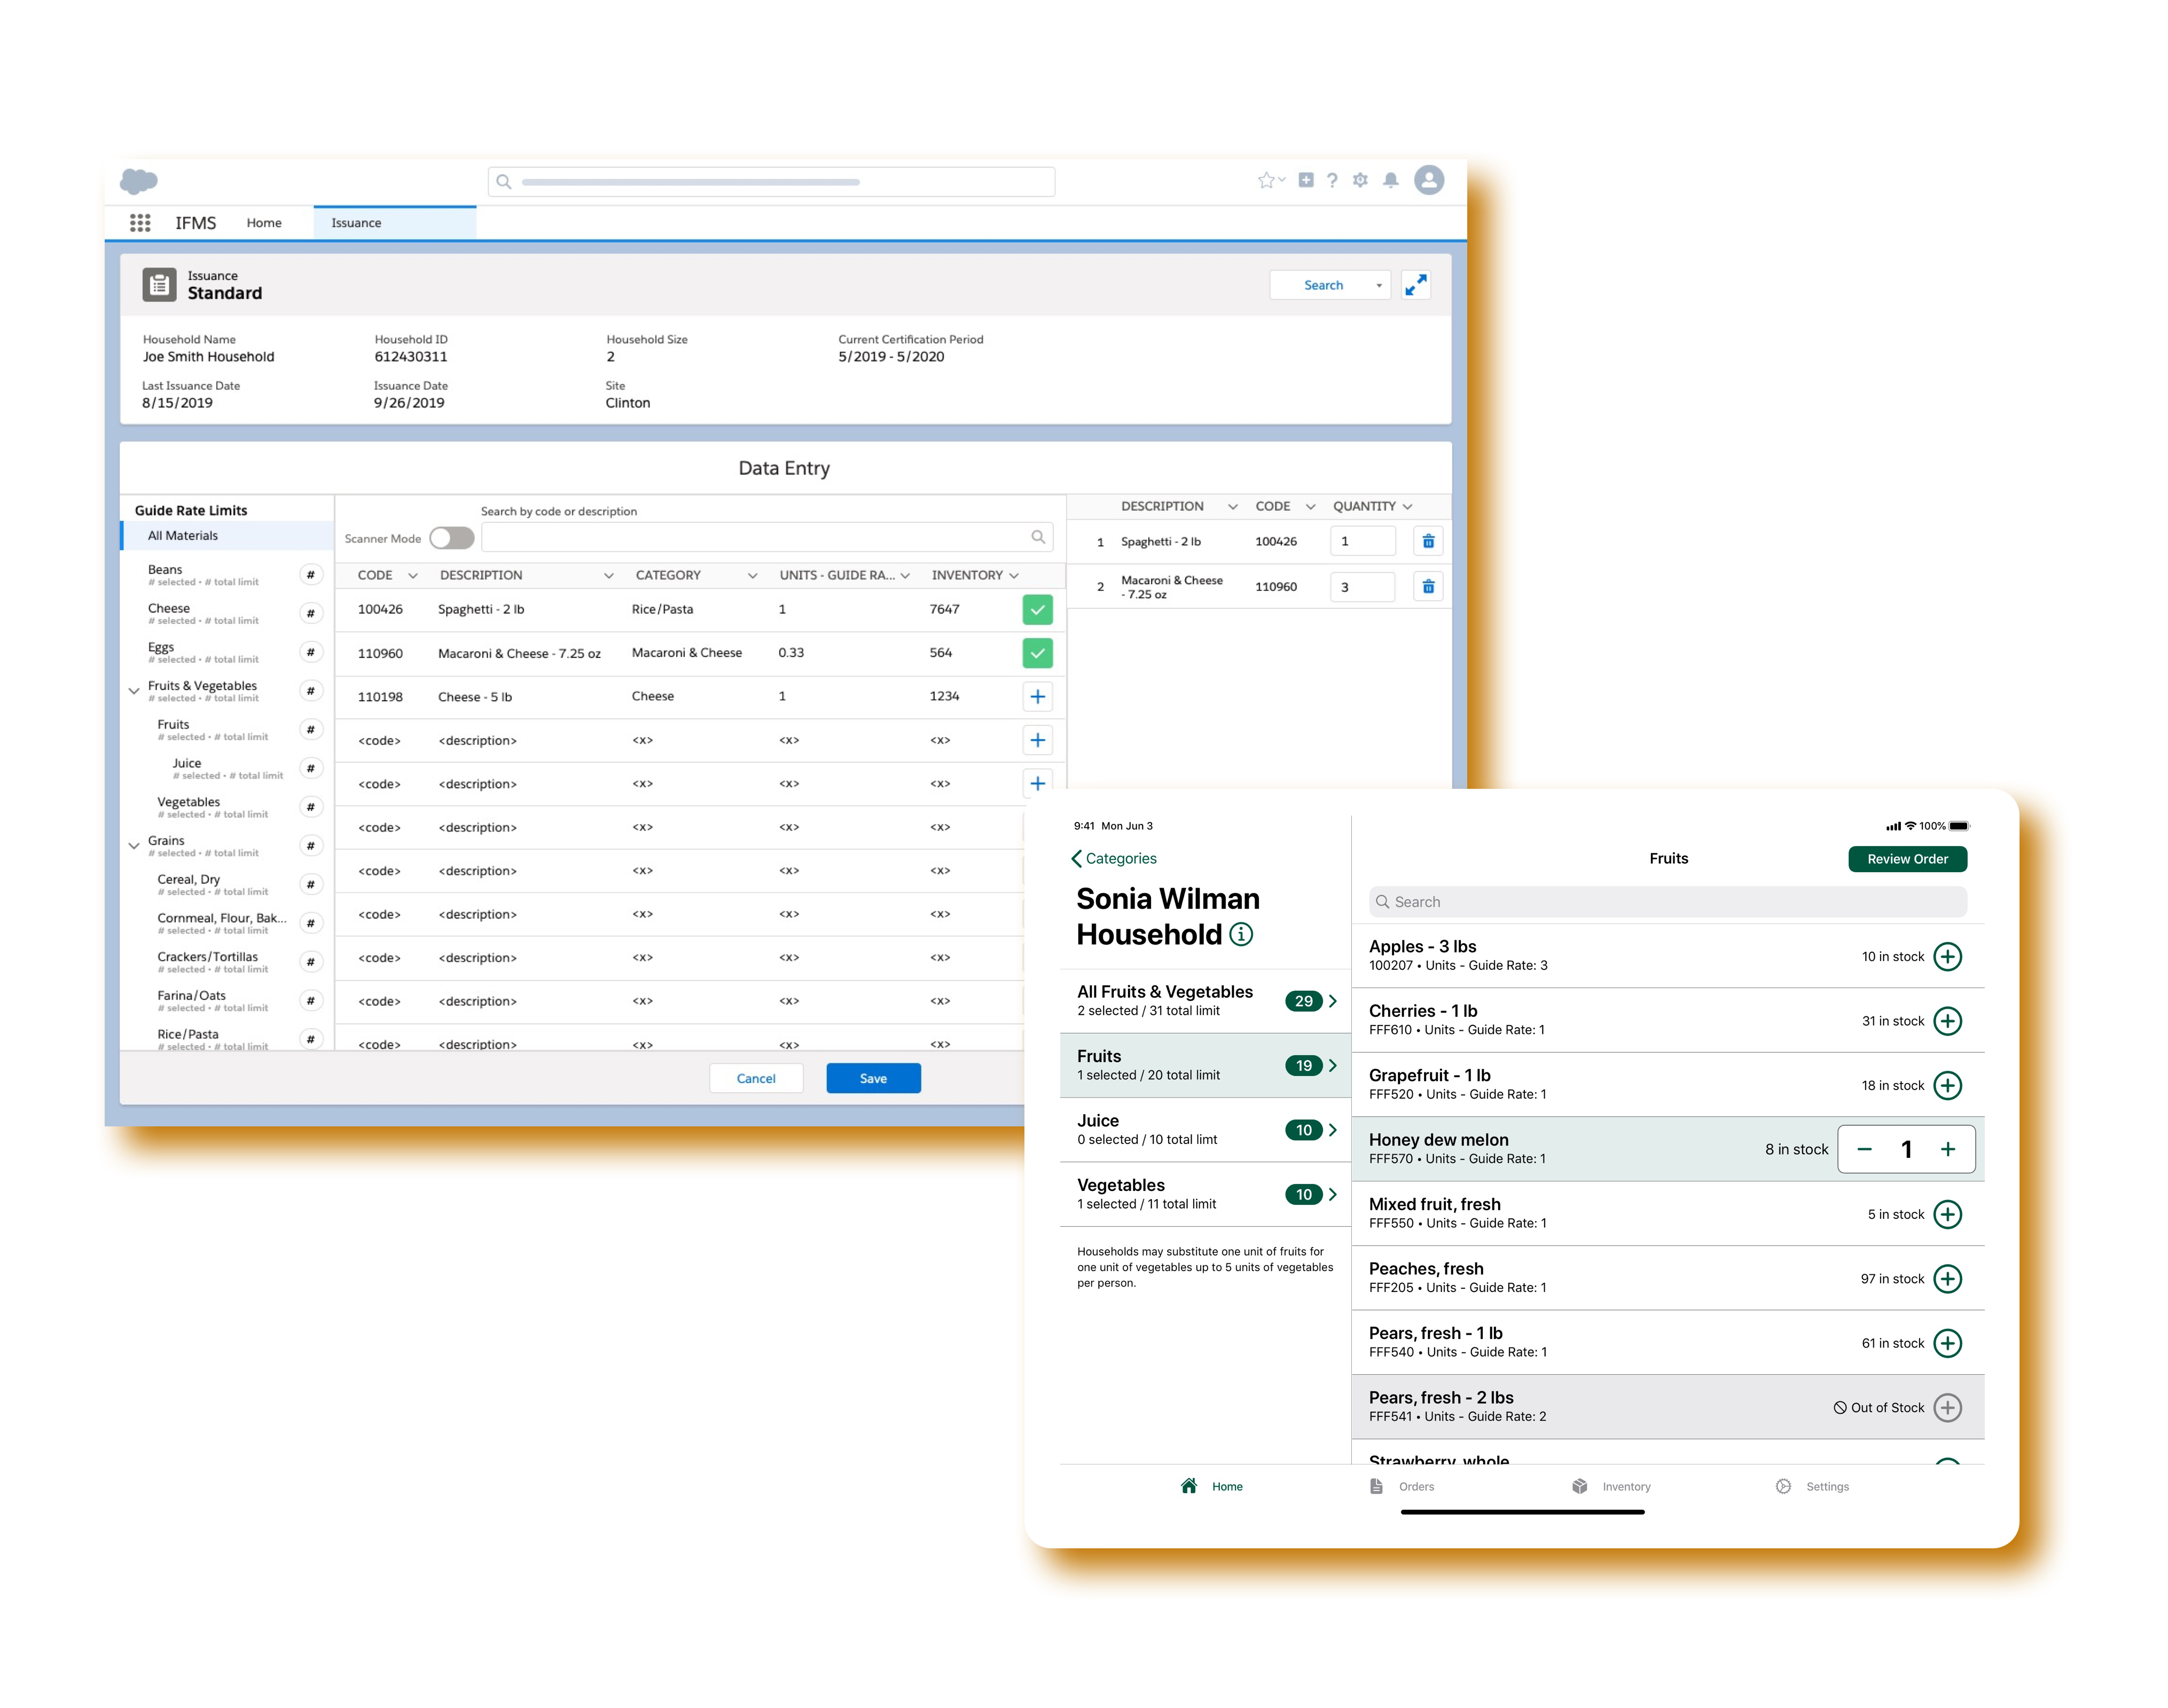 IFMS Home Issuance
Issuance
Standard
Search
Household Name Household ID Household Size Current Certification Period
Joe Smith Household 612430311 2 5/2019 - 5/2020
Last Issuance Date Issuance Date Site
8/15/2019 9/26/2019 Clinton
Data Entry
Guide Rate Limits
All Materials
Beans
# selected • # total limit
#
Cheese
# selected • # total limit
#
Eggs
# selected • # total limit
#
Fruits & Vegetables
# selected • # total limit
#
Fruits
# selected • # total limit
#
Juice
# selected • # total limit
#
Vegetables
# selected • # total limit
#
Grains
# selected • # total limit
#
Cereal, Dry
# selected • # total limit
#
Cornmeal, Flour, Bak...
# selected • # total limit
#
Crackers/Tortillas
# selected • # total limit
#
Farina/Oats
# selected • # total limit
#
Rice/Pasta
# selected • # total limit
#
Search by code or description
Scanner Mode
CODE DESCRIPTION CATEGORY UNITS - GUIDE RA... INVENTORY
100426 Spaghetti - 2 lb Rice/Pasta 1 7647
110960 Macaroni & Cheese - 7.25 oz Macaroni & Cheese 0.33 564
110198 Cheese - 5 lb Cheese 1 1234
<code> <description> <x> <x> <x>
<code> <description> <x> <x> <x>
<code> <description> <x> <x> <x>
<code> <description> <x> <x> <x>
<code> <description> <x> <x> <x>
<code> <description> <x> <x> <x>
<code> <description> <x> <x> <x>
<code> <description> <x> <x> <x>
DESCRIPTION CODE QUANTITY
1 Spaghetti - 2 lb 100426 1
2 Macaroni & Cheese
- 7.25 oz 110960 3
Cancel Save
9:41 Mon Jun 3
100%
Categories
Sonia Wilman
Household
All Fruits & Vegetables
2 selected / 31 total limit
29
Fruits
1 selected / 20 total limit
19
Juice
0 selected / 10 total limt
10
Vegetables
1 selected / 11 total limit
10
Households may substitute one unit of fruits for
one unit of vegetables up to 5 units of vegetables
per person.
Fruits
Review Order
Search
Apples - 3 lbs
100207 • Units - Guide Rate: 3
10 in stock
Cherries - 1 lb
FFF610 • Units - Guide Rate: 1
31 in stock
Grapefruit - 1 lb
FFF520 • Units - Guide Rate: 1
18 in stock
Honey dew melon
FFF570 • Units - Guide Rate: 1
8 in stock
1
Mixed fruit, fresh
FFF550 • Units - Guide Rate: 1
5 in stock
Peaches, fresh
FFF205 • Units - Guide Rate: 1
97 in stock
Pears, fresh - 1 lb
FFF540 • Units - Guide Rate: 1
61 in stock
Pears, fresh - 2 lbs
FFF541 • Units - Guide Rate: 2
Out of Stock
Strawberry, whole
Home Orders Inventory Settings